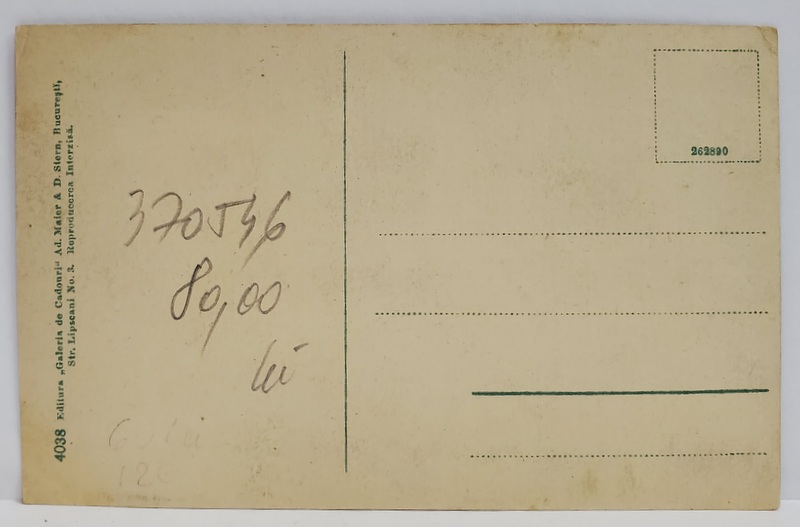 4038 Editura „Galeria de Cadouri“ Ad. Maier & D. Stern, București,
Str. Lipscani No. 3. Reproducerea Interzisă.
370546
80,00
lei
262890